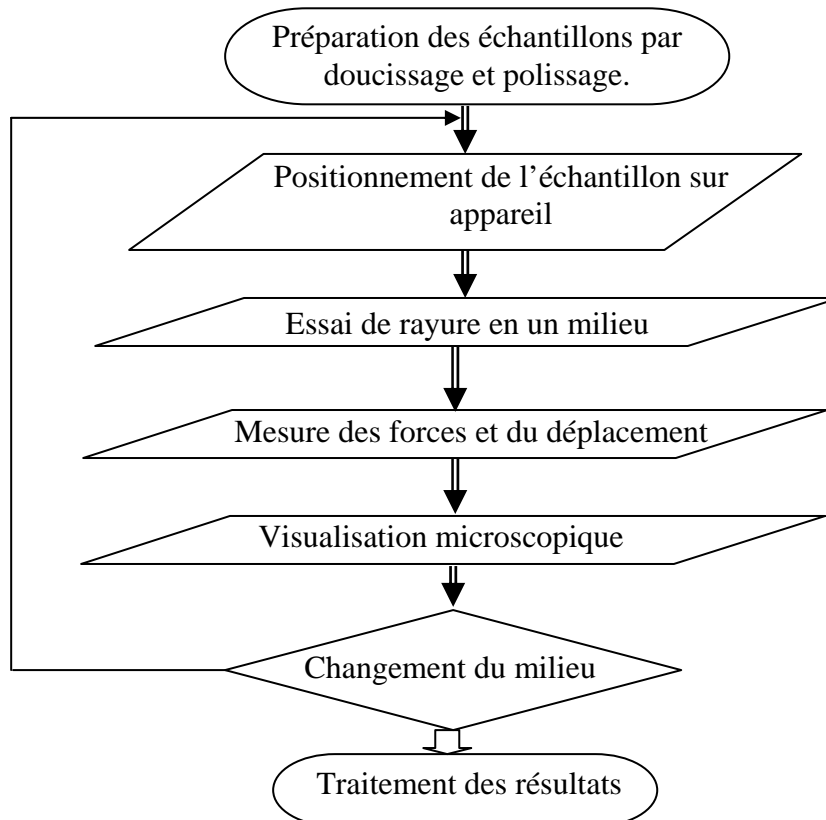 Préparation des échantillons par
doucissage et polissage.
Positionnement de l’échantillon sur
appareil
Essai de rayure en un milieu
Mesure des forces et du déplacement
Visualisation microscopique
Changement du milieu
Traitement des résultats